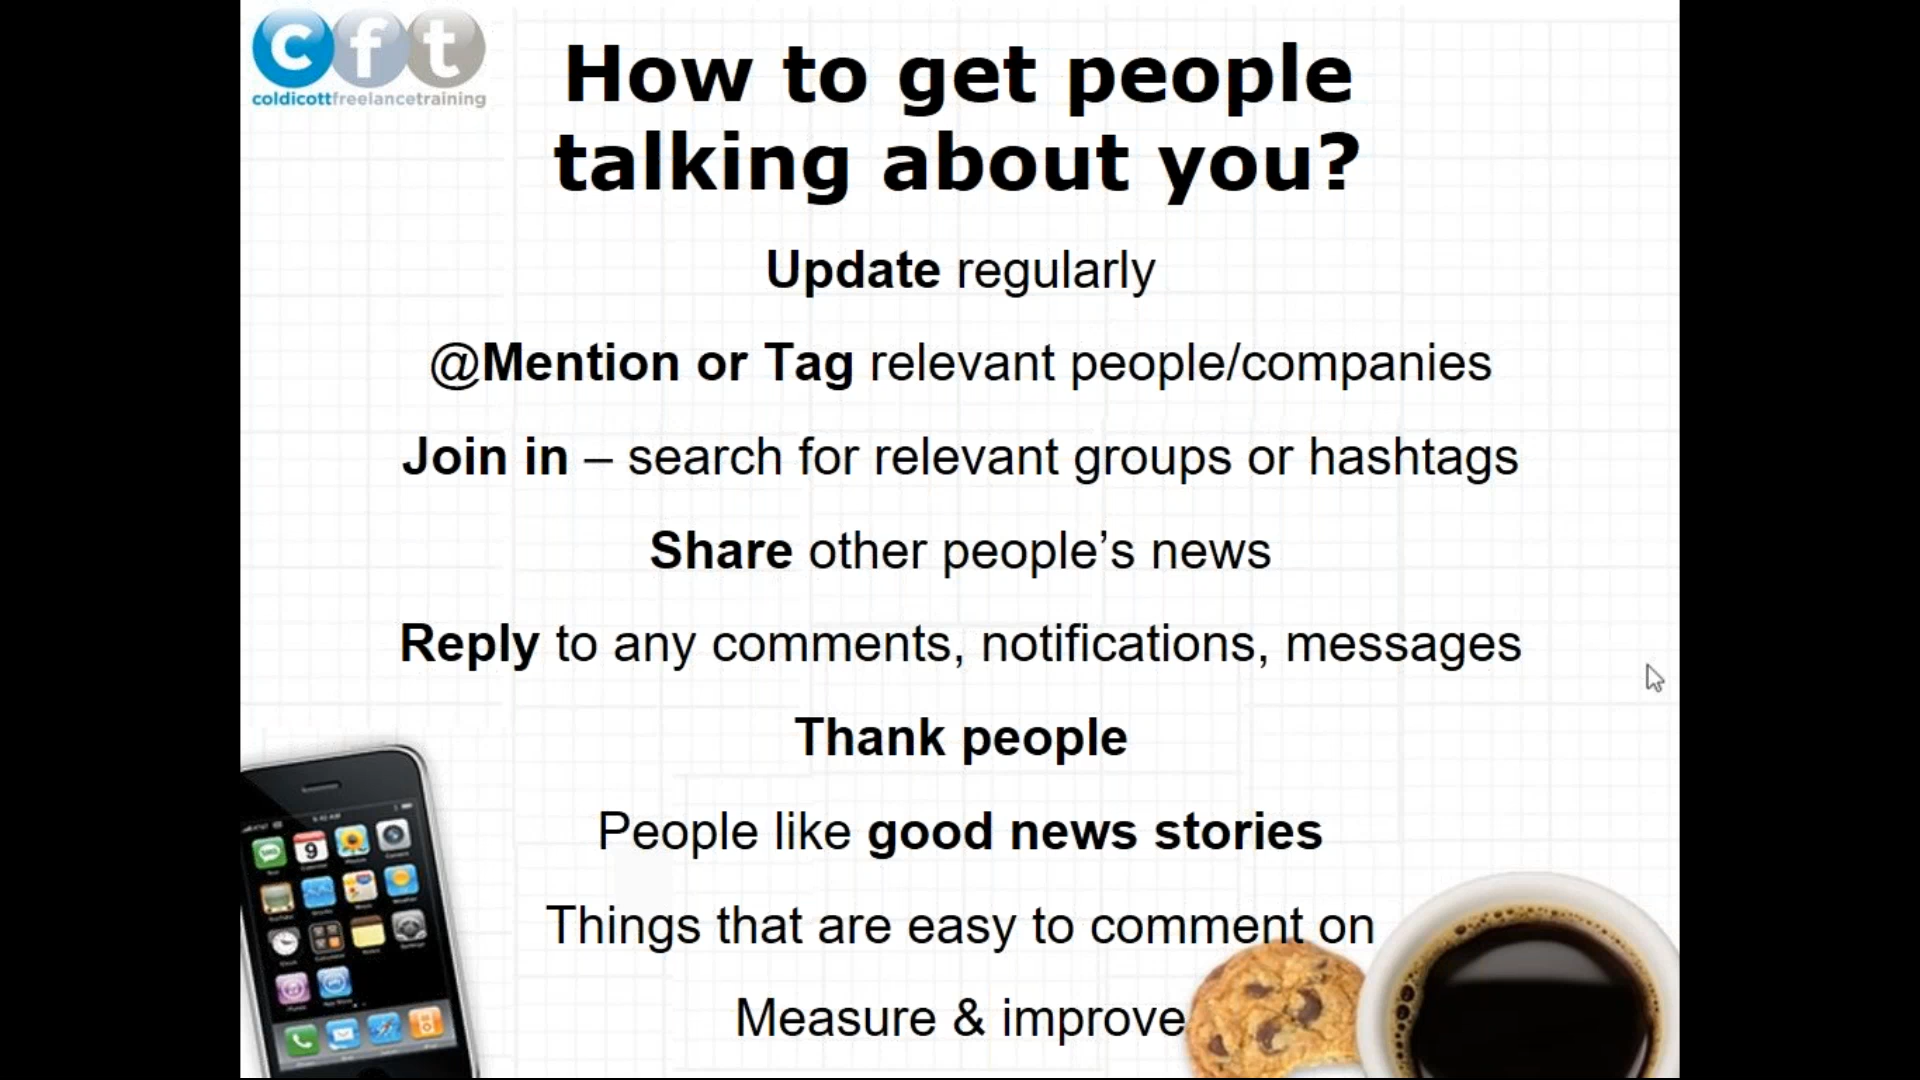 cft
coldicottfreelancetraining
How to get people
talking about you?
Update regularly
@Mention or Tag relevant people/companies
Join in – search for relevant groups or hashtags
Share other people’s news
Reply to any comments, notifications, messages
Thank people
People like good news stories
Things that are easy to comment on
Measure & improve
9